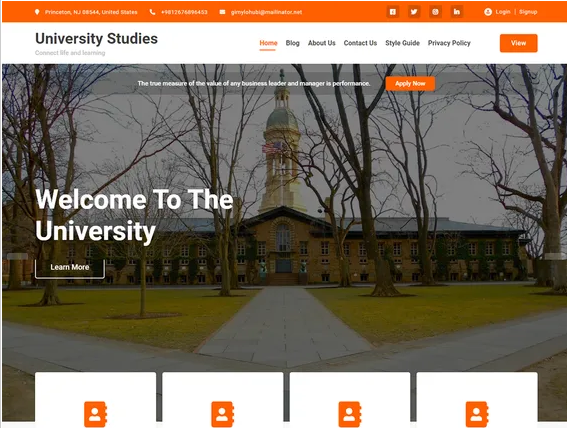 Princeton, NJ 08544, United States +9812676896453 gimylohubi@mailinator.net Login | Signup
University Studies
Connect life and learning
Home Blog About Us Contact Us Style Guide Privacy Policy View
The true measure of the value of any business leader and manager is performance. Apply Now
Welcome To The
University
Learn More